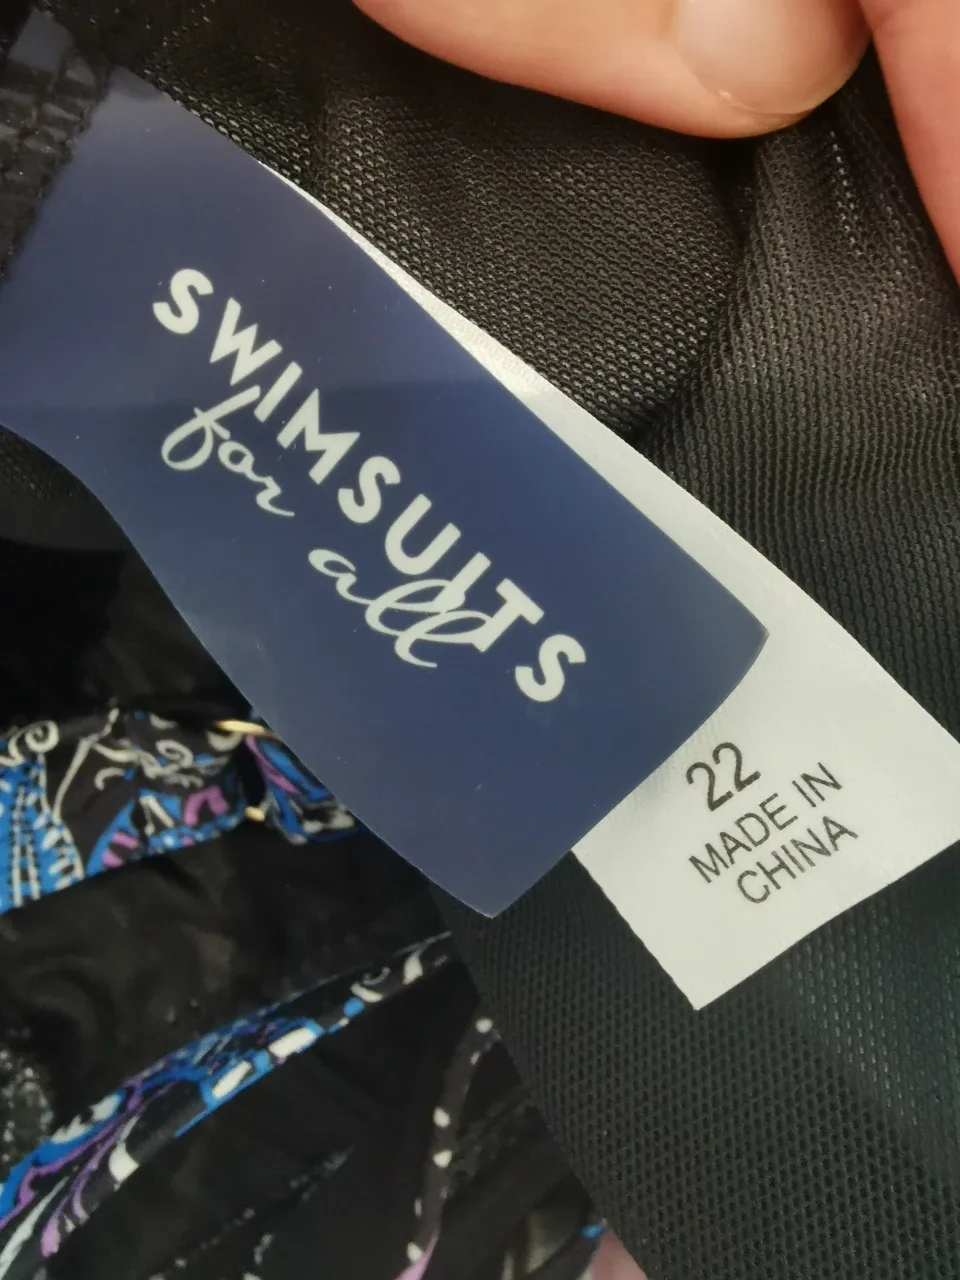 SWIMSUITS
for all
22
MADE IN
CHINA